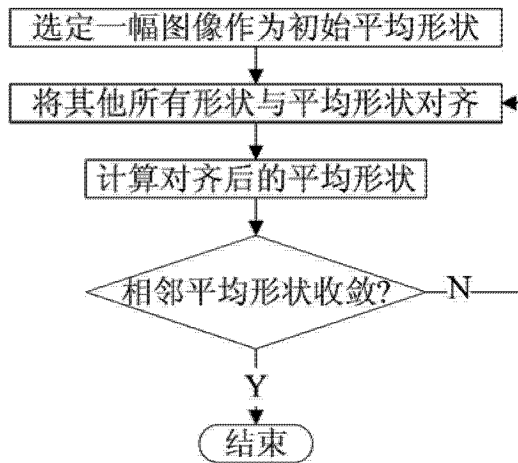 选定一幅图像作为初始平均形状
将其他所有形状与平均形状对齐
计算对齐后的平均形状
相邻平均形状收敛?
N
Y
结束